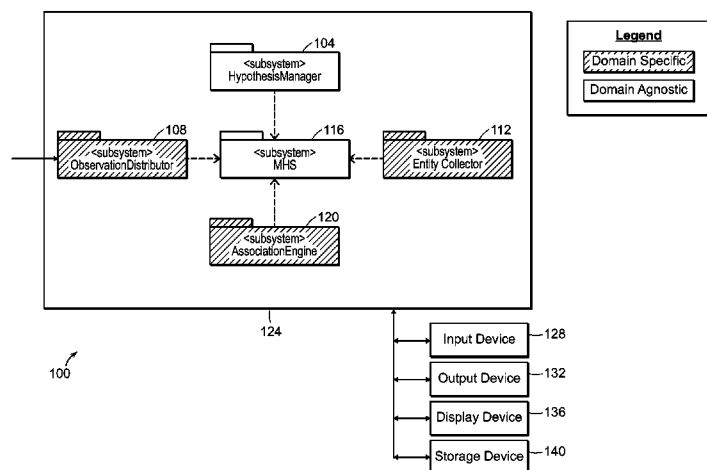 104
<subsystem>
HypothesisManager
Legend
Domain Specific
Domain Agnostic
108
<subsystem>
ObservationDistributor
116
<subsystem>
MHS
112
<subsystem>
Entity Collector
120
<subsystem>
AssociationEngine
124
100
Input Device
128
Output Device
132
Display Device
136
Storage Device
140